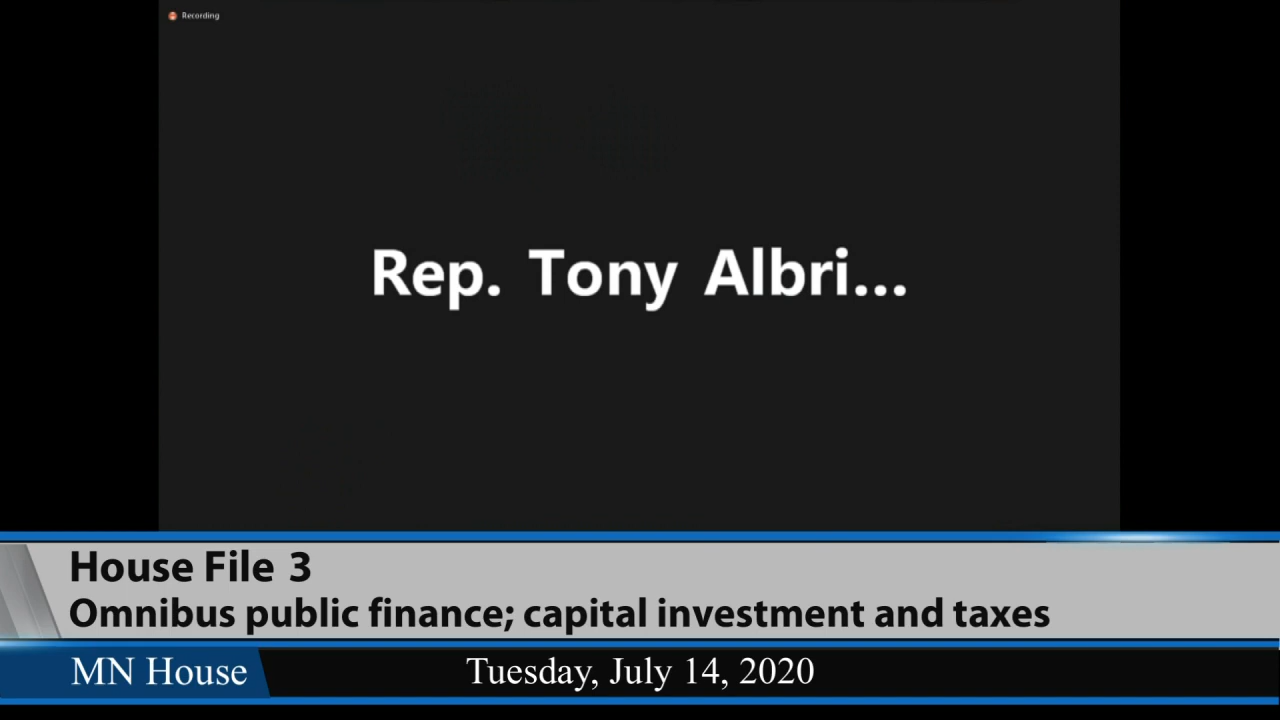 Recording
Rep. Tony Albri...
House File 3
Omnibus public finance; capital investment and taxes
MN House
Tuesday, July 14, 2020